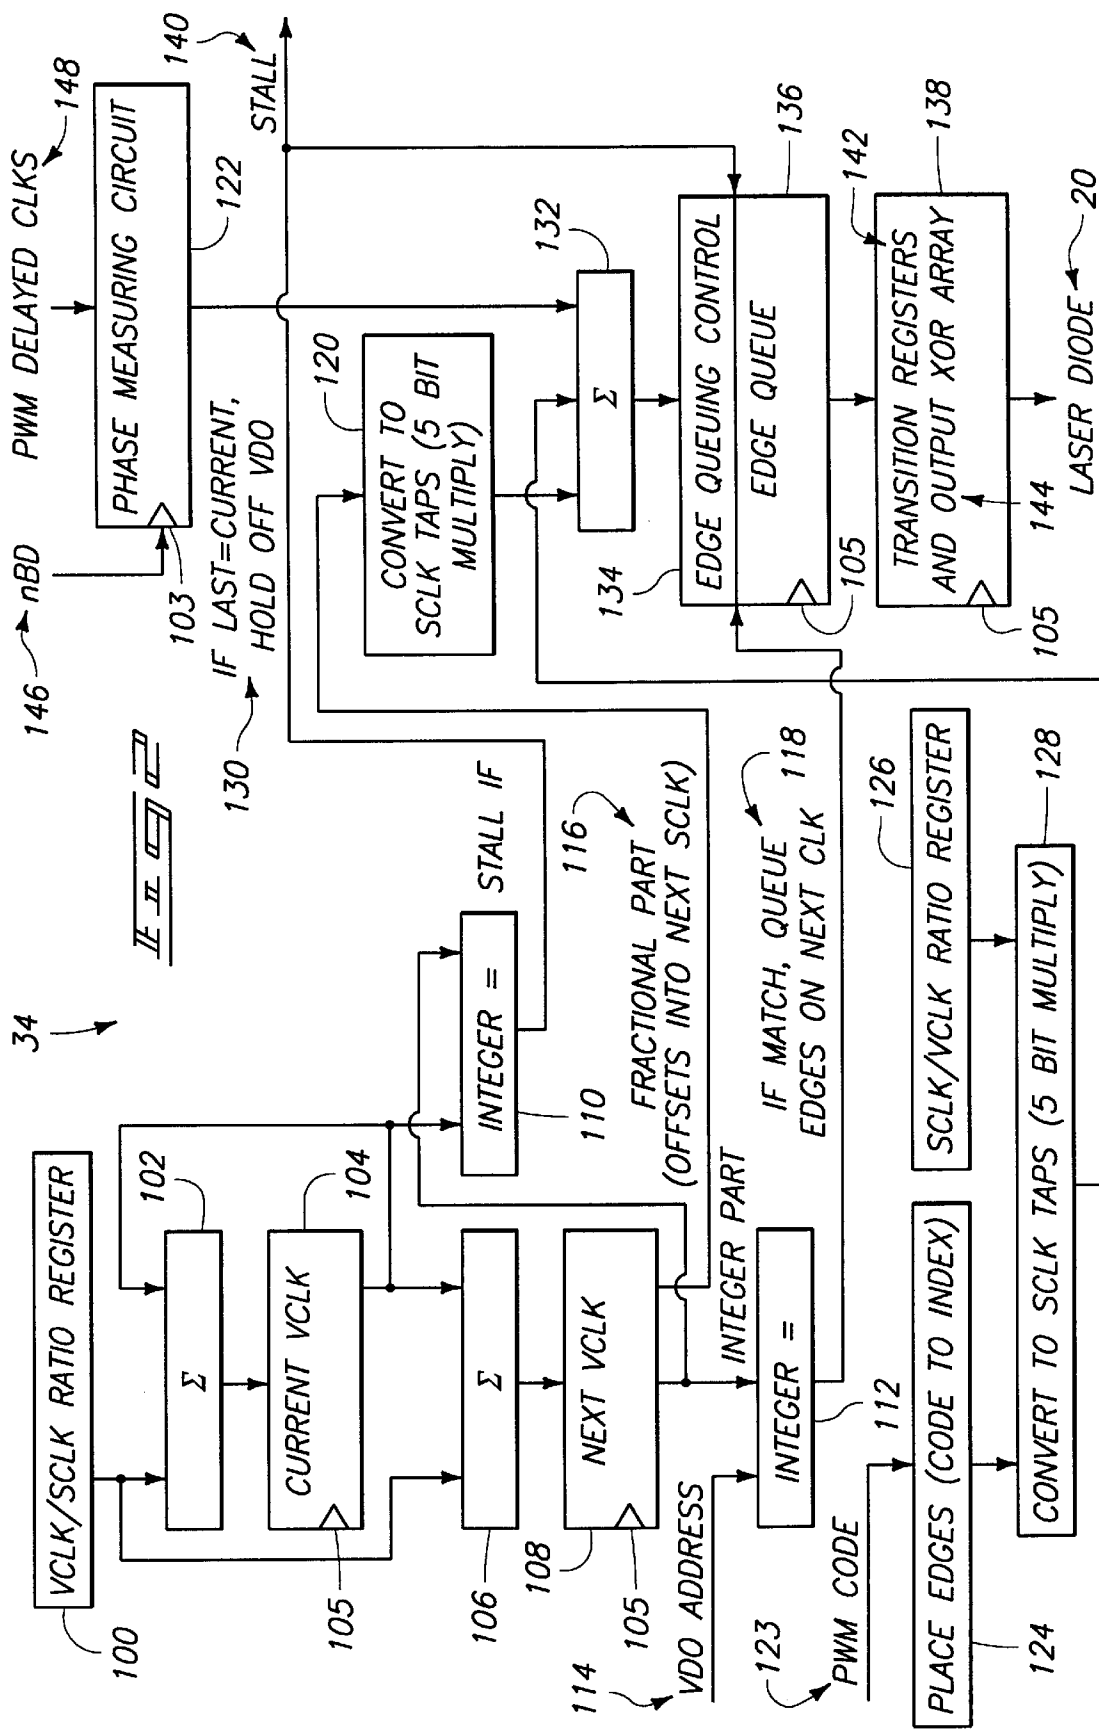 34
FIG. 2
VCLK/SCLK RATIO REGISTER
100
Σ
102
CURRENT VCLK
104
105
Σ
106
NEXT VCLK
108
105
INTEGER =
110
STALL IF
114
VDO ADDRESS
INTEGER PART
INTEGER =
112
116
FRACTIONAL PART
(OFFSETS INTO NEXT SCLK)
IF MATCH, QUEUE
EDGES ON NEXT CLK
118
123
PWM CODE
PLACE EDGES (CODE TO INDEX)
124
SCLK/VCLK RATIO REGISTER
126
CONVERT TO SCLK TAPS (5 BIT MULTIPLY)
128
146
nBD
PWM DELAYED CLKS
148
PHASE MEASURING CIRCUIT
103
122
130
IF LAST=CURRENT,
HOLD OFF VDO
STALL
140
CONVERT TO
SCLK TAPS (5 BIT
MULTIPLY)
120
Σ
132
EDGE QUEUING CONTROL
134
EDGE QUEUE
136
105
TRANSITION REGISTERS
AND OUTPUT XOR ARRAY
142
144
138
105
LASER DIODE
20